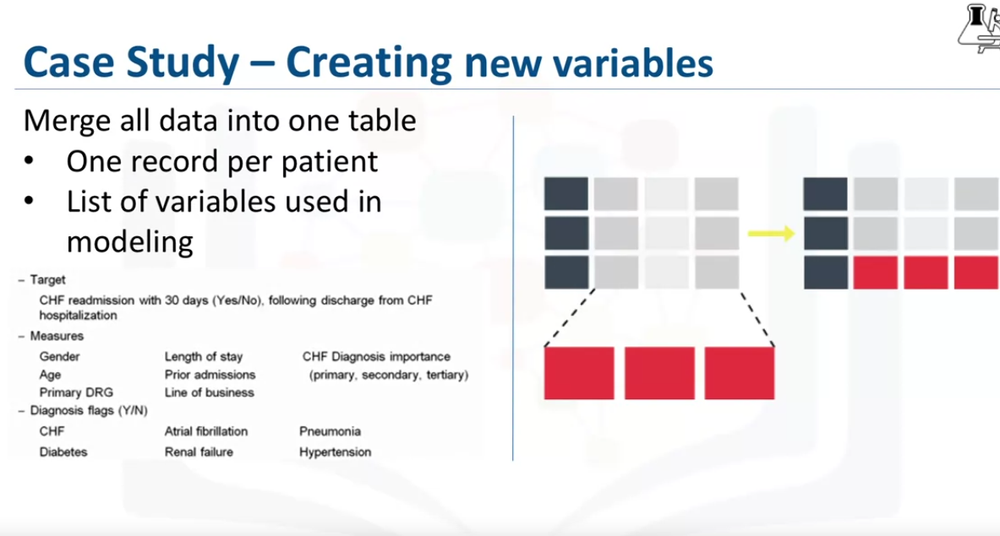 Case Study – Creating new variables
Merge all data into one table
• One record per patient
• List of variables used in
modeling
– Target
CHF readmission with 30 days (Yes/No), following discharge from CHF
hospitalization
– Measures
Gender Length of stay CHF Diagnosis importance
Age Prior admissions (primary, secondary, tertiary)
Primary DRG Line of business
– Diagnosis flags (Y/N)
CHF Atrial fibrillation Pneumonia
Diabetes Renal failure Hypertension